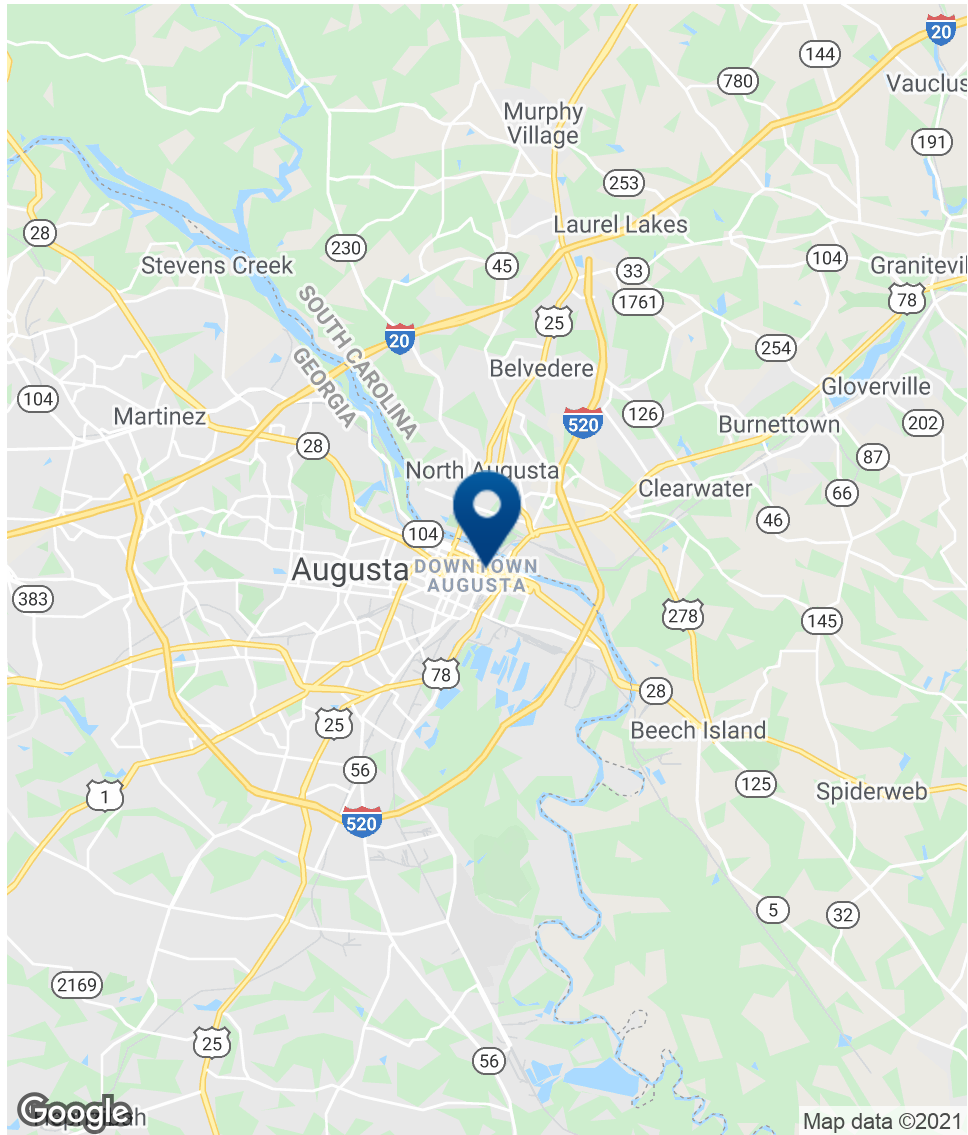 20
144
780
Vauclus
Murphy
Village
191
253
28
Laurel Lakes
230
104
Stevens Creek
45
33
Granitevil
SOUTH CAROLINA
1761
78
25
20
GEORGIA
254
Belvedere
Gloverville
104
Martinez
126
520
Burnettown
202
28
87
North Augusta
Clearwater
66
46
104
Augusta
DOWNTOWN
AUGUSTA
383
278
145
78
28
25
Beech Island
56
125
1
Spiderweb
520
5
32
2169
25
56
Google
Map data ©2021